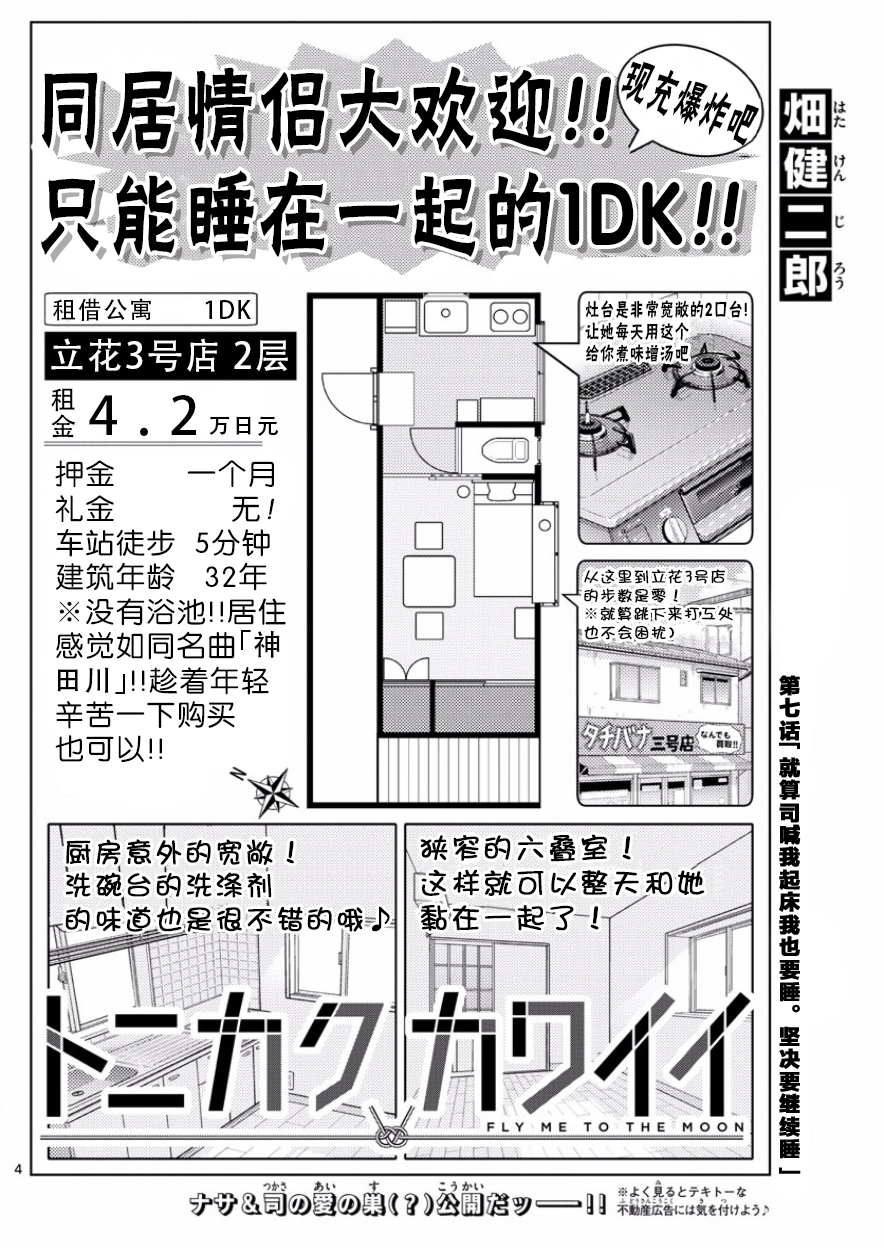 同居情侣大欢迎!!
现充爆炸吧
只能睡在一起的1DK!!
畑健二郎
はた けん じ ろう
租借公寓 1DK
立花3号店 2层
租金 4.2 万日元
押金 一个月
礼金 无!
车站徒步 5分钟
建筑年龄 32年
※没有浴池!!居住
感觉如同名曲「神
田川」!!趁着年轻
辛苦一下购买
也可以!!
N
灶台是非常宽敞的2口台!
让她每天用这个
给你煮味增汤吧
从这里到立花3号店
的步数是零!
※就算跳下来打工处
也不会困扰)
タチバナ 三号店
なんでも
買取!!
第七话「就算司喊我起床我也要睡。坚决要继续睡」
厨房意外的宽敞!
洗碗台的洗涤剂
的味道也是很不错的哦♪
狭窄的六叠室!
这样就可以整天和她
黏在一起了!
トニカクカワイイ
FLY ME TO THE MOON
4
つかさ あい す こうかい
ナサ&司の愛の巣(?)公開だッ――!!
※よく見るとテキトーな
ふどうさんこうこく き つ
不動産広告には気を付けよう♪